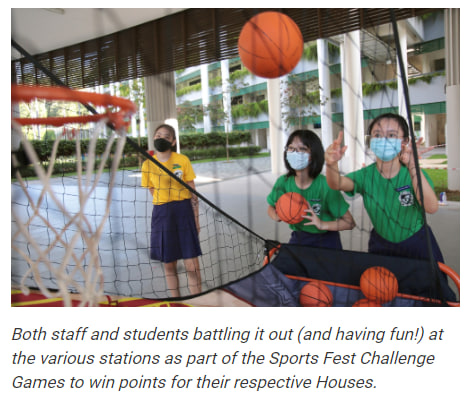 Both staff and students battling it out (and having fun!) at
the various stations as part of the Sports Fest Challenge
Games to win points for their respective Houses.